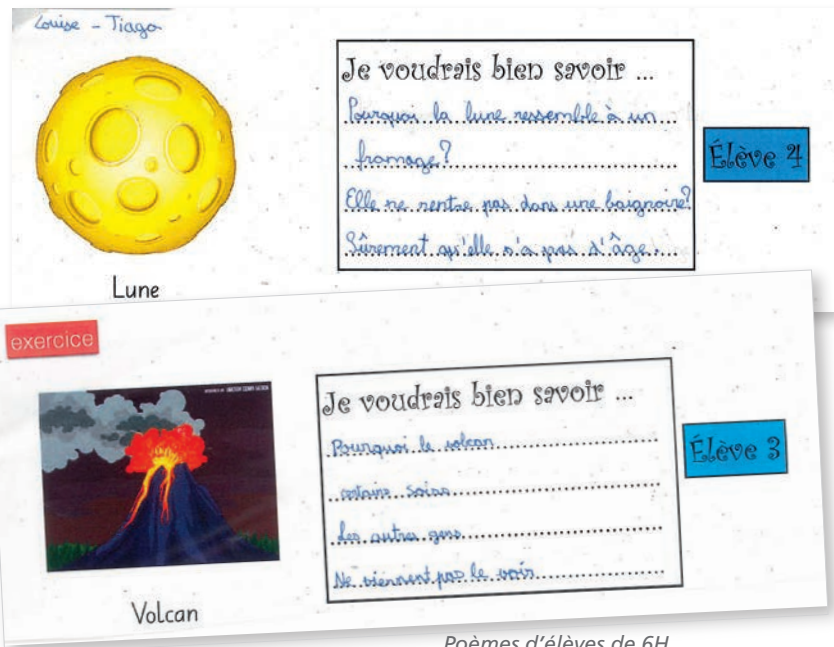 Louise - Tiago
Je voudrais bien savoir ...
Pourquoi la lune ressemble à un
fromage ?
Elle ne rentre pas dans une baignoire ?
Sûrement qu'elle n'a pas d'âge.
Élève 4
Lune
exercice
Je voudrais bien savoir ...
Pourquoi le volcan
certains soirs
Les autres gens
Ne viennent pas le voir
Élève 3
Volcan
Poèmes d'élèves de 6H